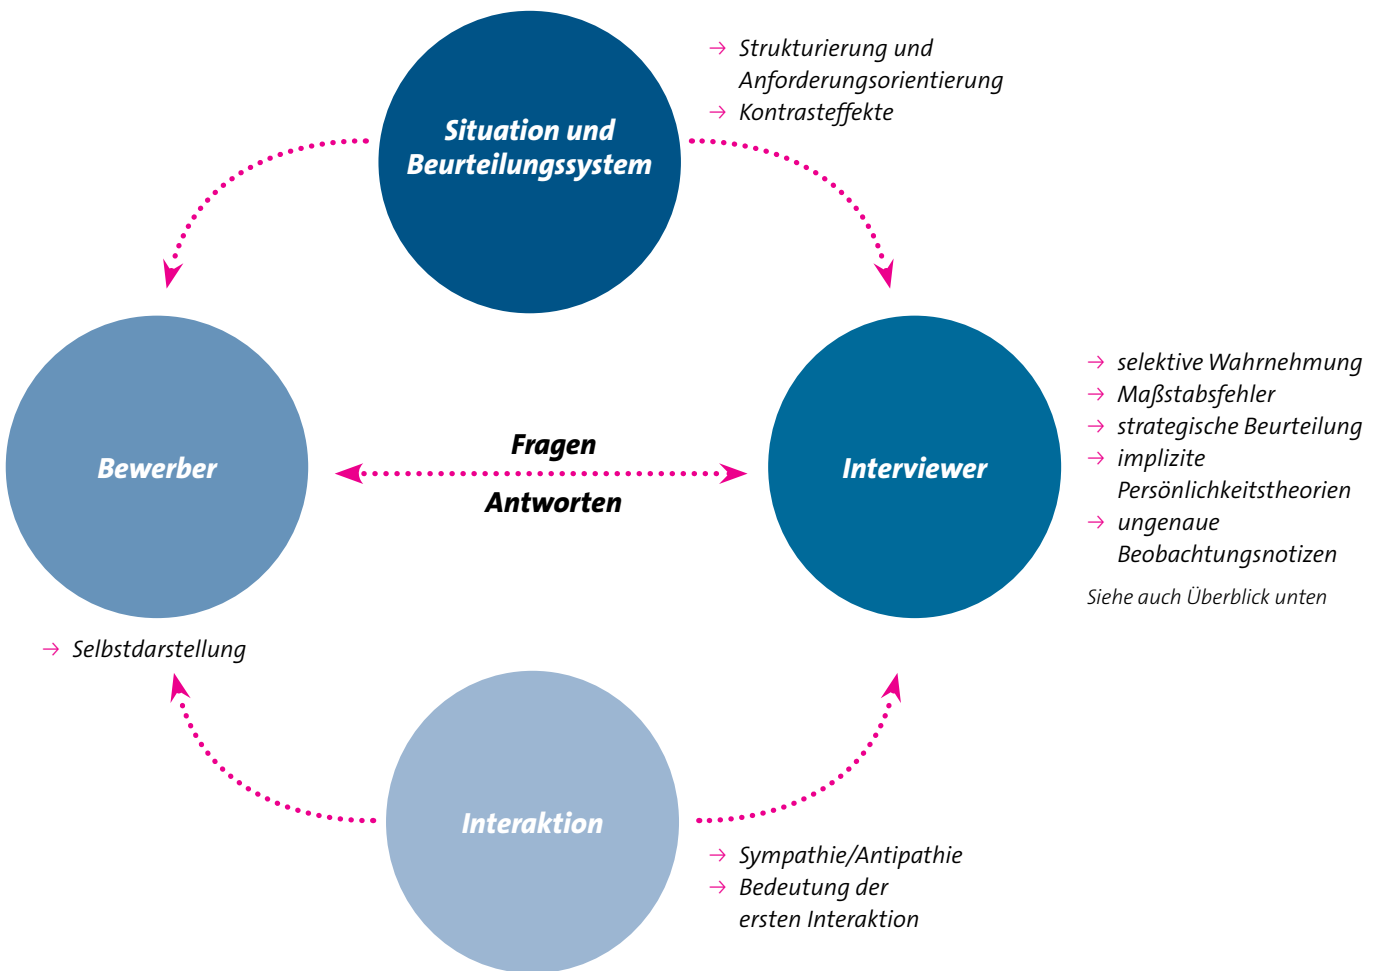 → Strukturierung und
Anforderungsorientierung
→ Kontrasteffekte
Situation und
Beurteilungssystem
Bewerber
Fragen
Antworten
Interviewer
→ selektive Wahrnehmung
→ Maßstabsfehler
→ strategische Beurteilung
→ implizite
Persönlichkeitstheorien
→ ungenaue
Beobachtungsnotizen
Siehe auch Überblick unten
→ Selbstdarstellung
Interaktion
→ Sympathie/Antipathie
→ Bedeutung der
ersten Interaktion